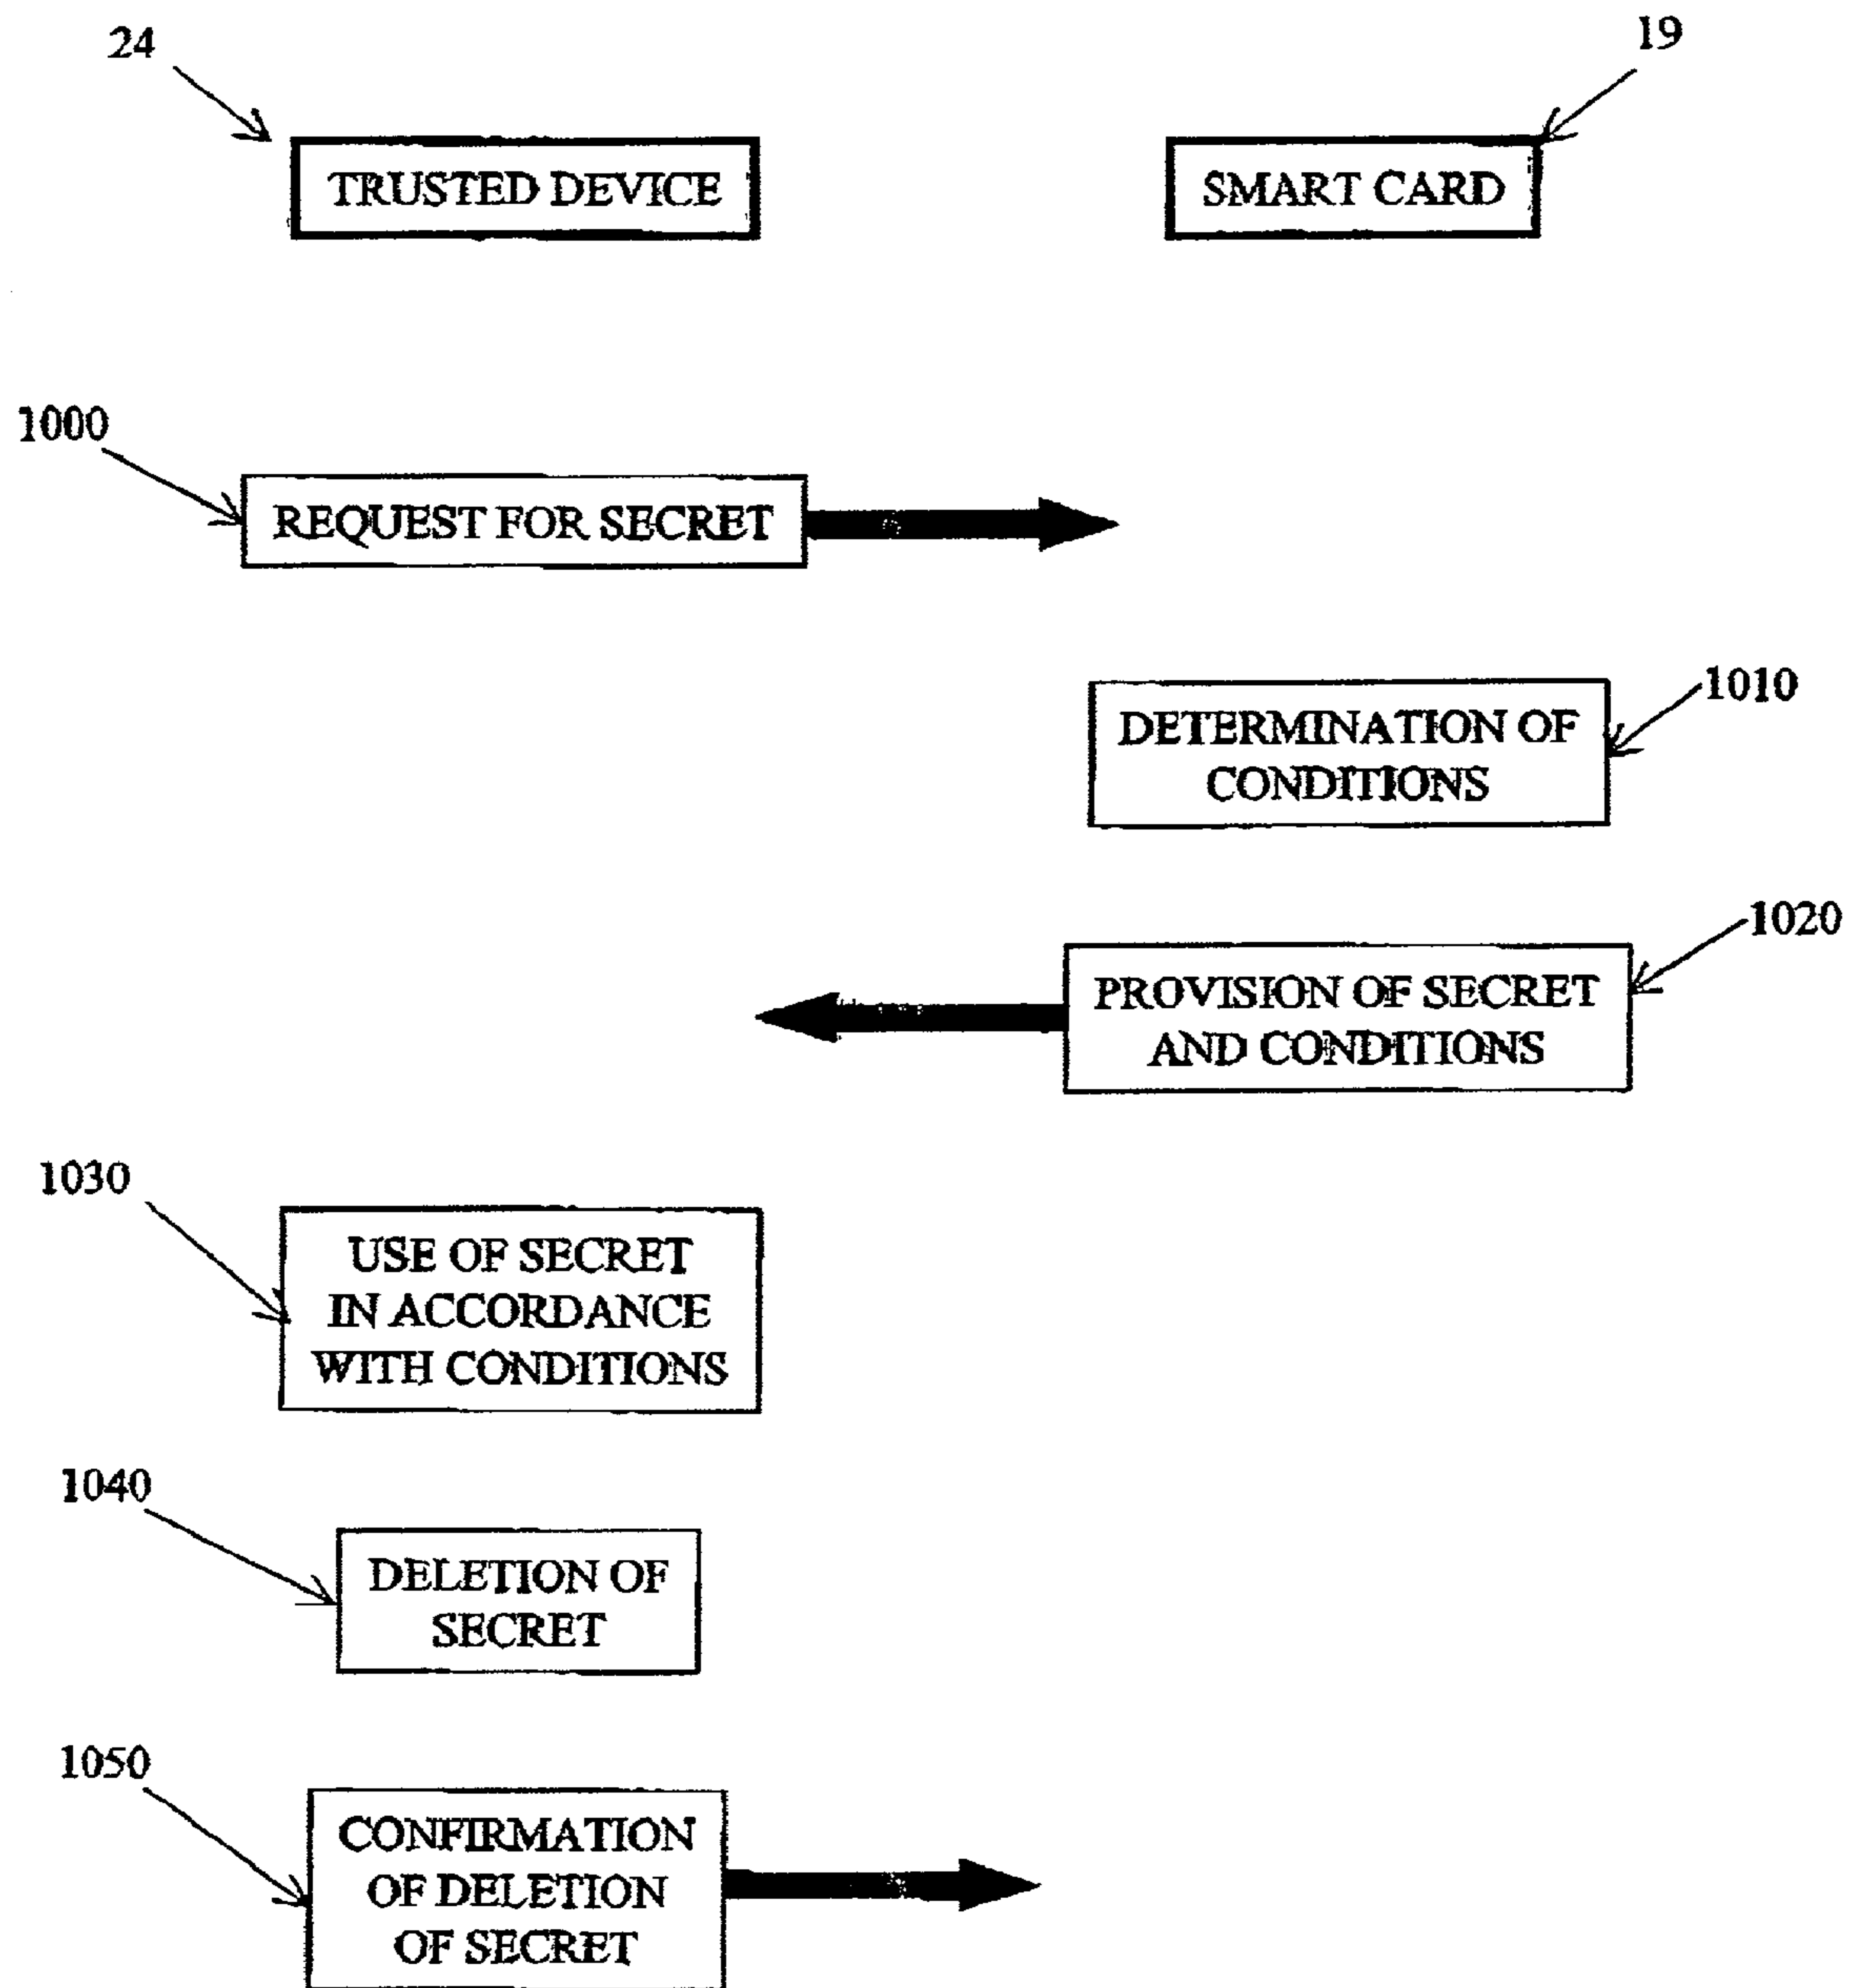 24
19
TRUSTED DEVICE
SMART CARD
1000
REQUEST FOR SECRET
1010
DETERMINATION OF
CONDITIONS
1020
PROVISION OF SECRET
AND CONDITIONS
1030
USE OF SECRET
IN ACCORDANCE
WITH CONDITIONS
1040
DELETION OF
SECRET
1050
CONFIRMATION
OF DELETION
OF SECRET